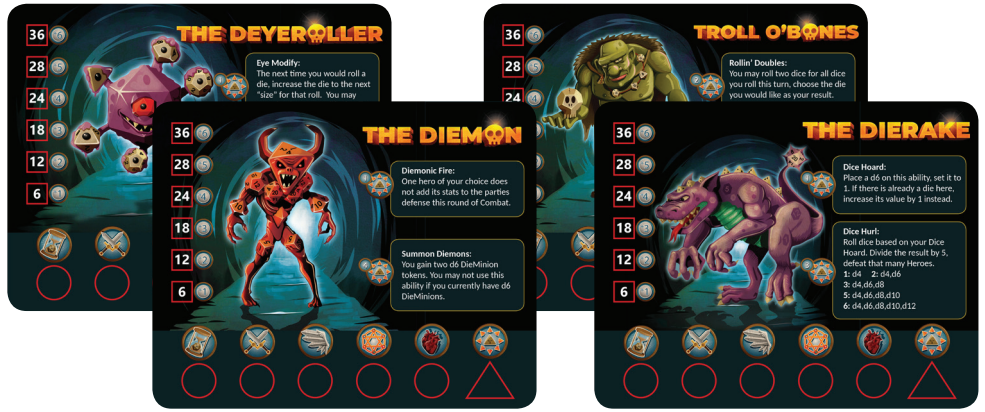 THE DEYEROLLER
36
28
24
18
12
6
Eye Modify:
The next time you would roll a
die, increase the die to the next
"size" for that roll. You may
TROLL O'BONES
36
28
24
Rollin' Doubles:
You may roll two dice for all dice
you roll this turn, choose the die
you would like as your result.
THE DIEMON
36
28
24
18
12
6
Diemonic Fire:
One hero of your choice does
not add its stats to the parties
defense this round of Combat.
Summon Diemons:
You gain two d6 DieMinion
tokens. You may not use this
ability if you currently have d6
DieMinions.
THE DIERAKE
36
28
24
18
12
6
Dice Hoard:
Place a d6 on this ability, set it to
1. If there is already a die here,
increase its value by 1 instead.
Dice Hurl:
Roll dice based on your Dice
Hoard. Divide the result by 5,
defeat that many Heroes.
1: d4 2: d4,d6
3: d4,d6,d8
5: d4,d6,d8,d10
6: d4,d6,d8,d10,d12